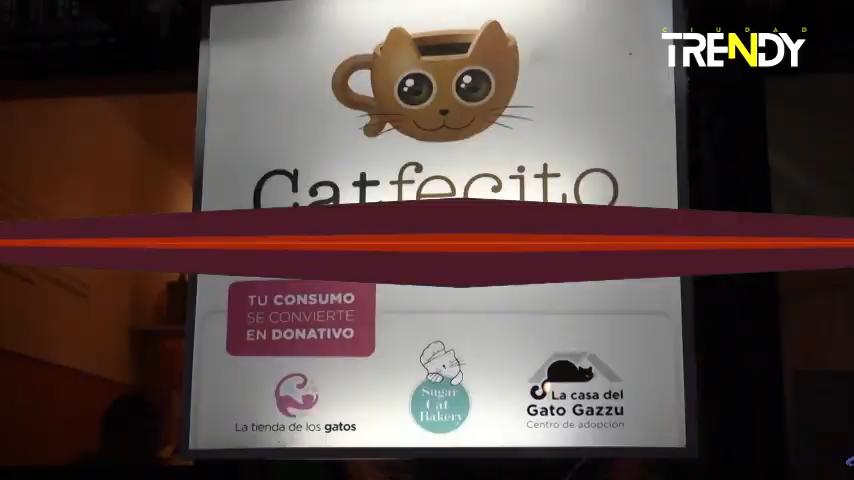 CIUDAD
TRENDY
Catfecito
TU CONSUMO
SE CONVIERTE
EN DONATIVO
Sugar
Cat
Bakery
La tienda de los gatos
La casa del
Gato Gazzu
Centro de adopción